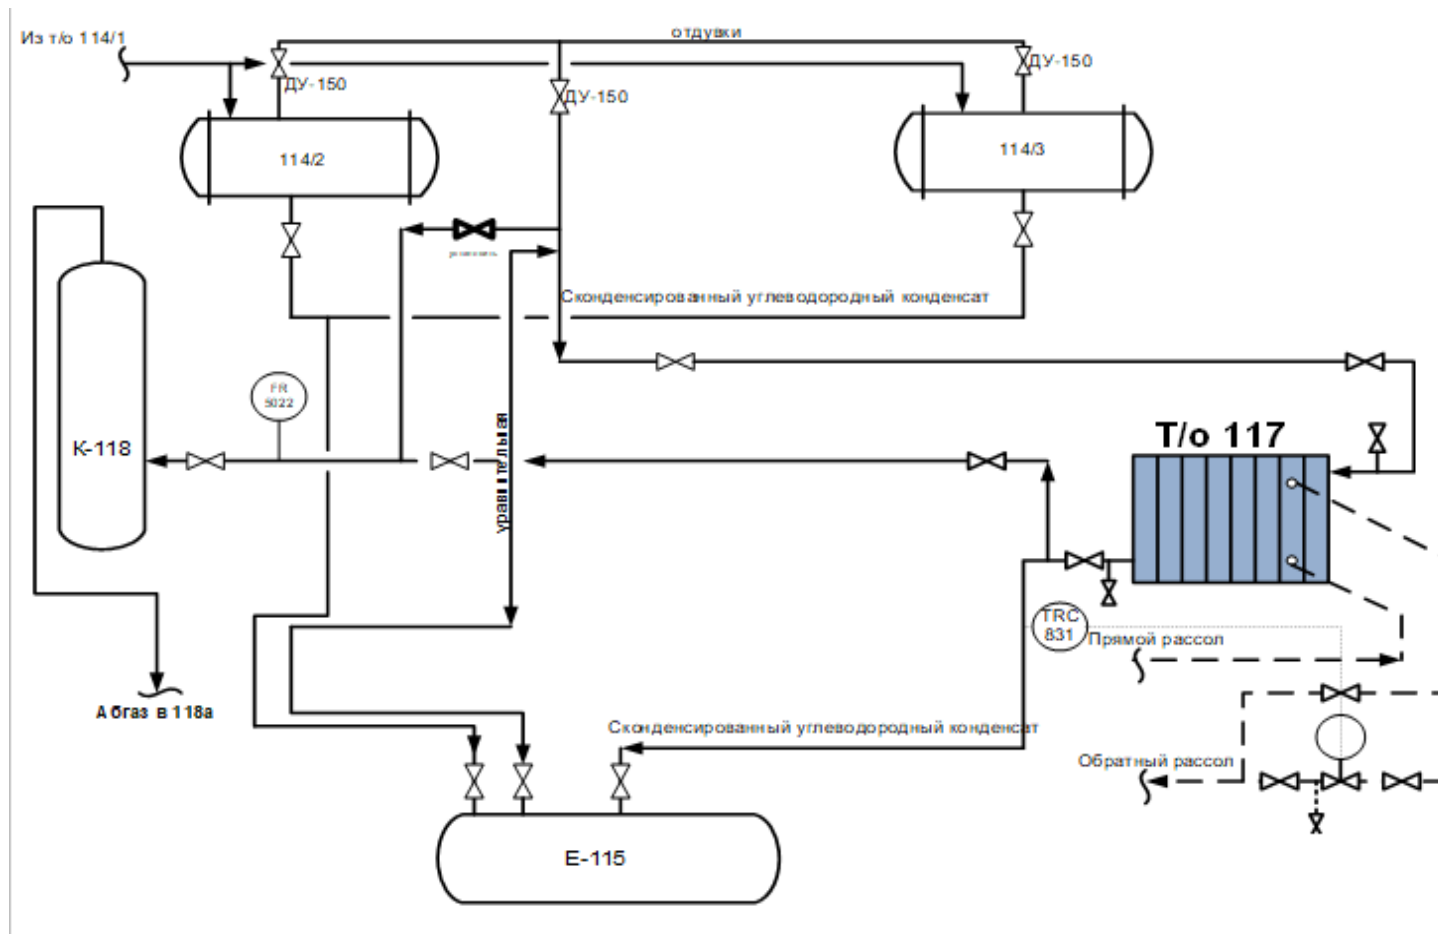 Из т/о 114/1
отдувки
ДУ-150
ДУ-150
ДУ-150
114/2
114/3
Сконденсированный углеводородный конденсат
FR
5022
К-118
уравнительная
Т/о 117
TRC
831
Прямой рассол
Абгаз в 118а
Сконденсированный углеводородный конденсат
Обратный рассол
Е-115